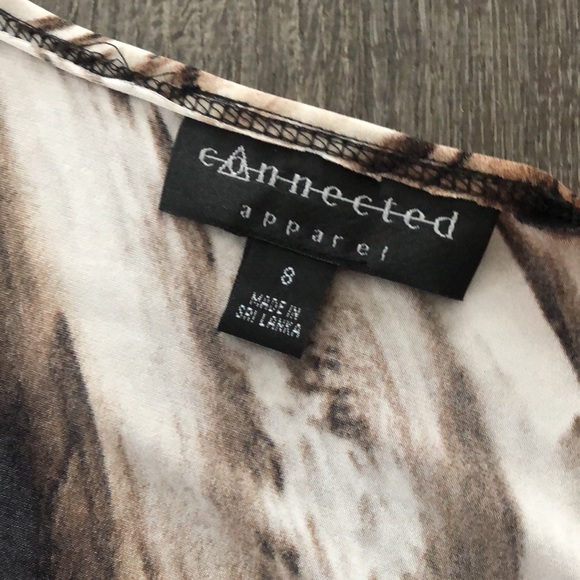 connected
apparel
8
MADE IN
SRI LANKA